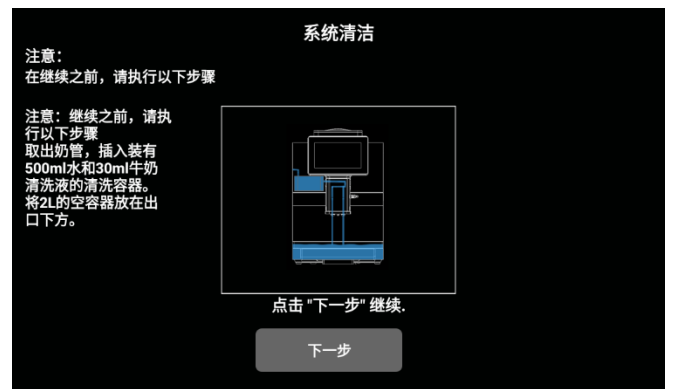 系统清洁
注意：
在继续之前，请执行以下步骤
注意：继续之前，请执
行以下步骤
取出奶管，插入装有
500ml水和30ml牛奶
清洗液的清洗容器。
将2L的空容器放在出
口下方。
点击 "下一步" 继续.
下一步